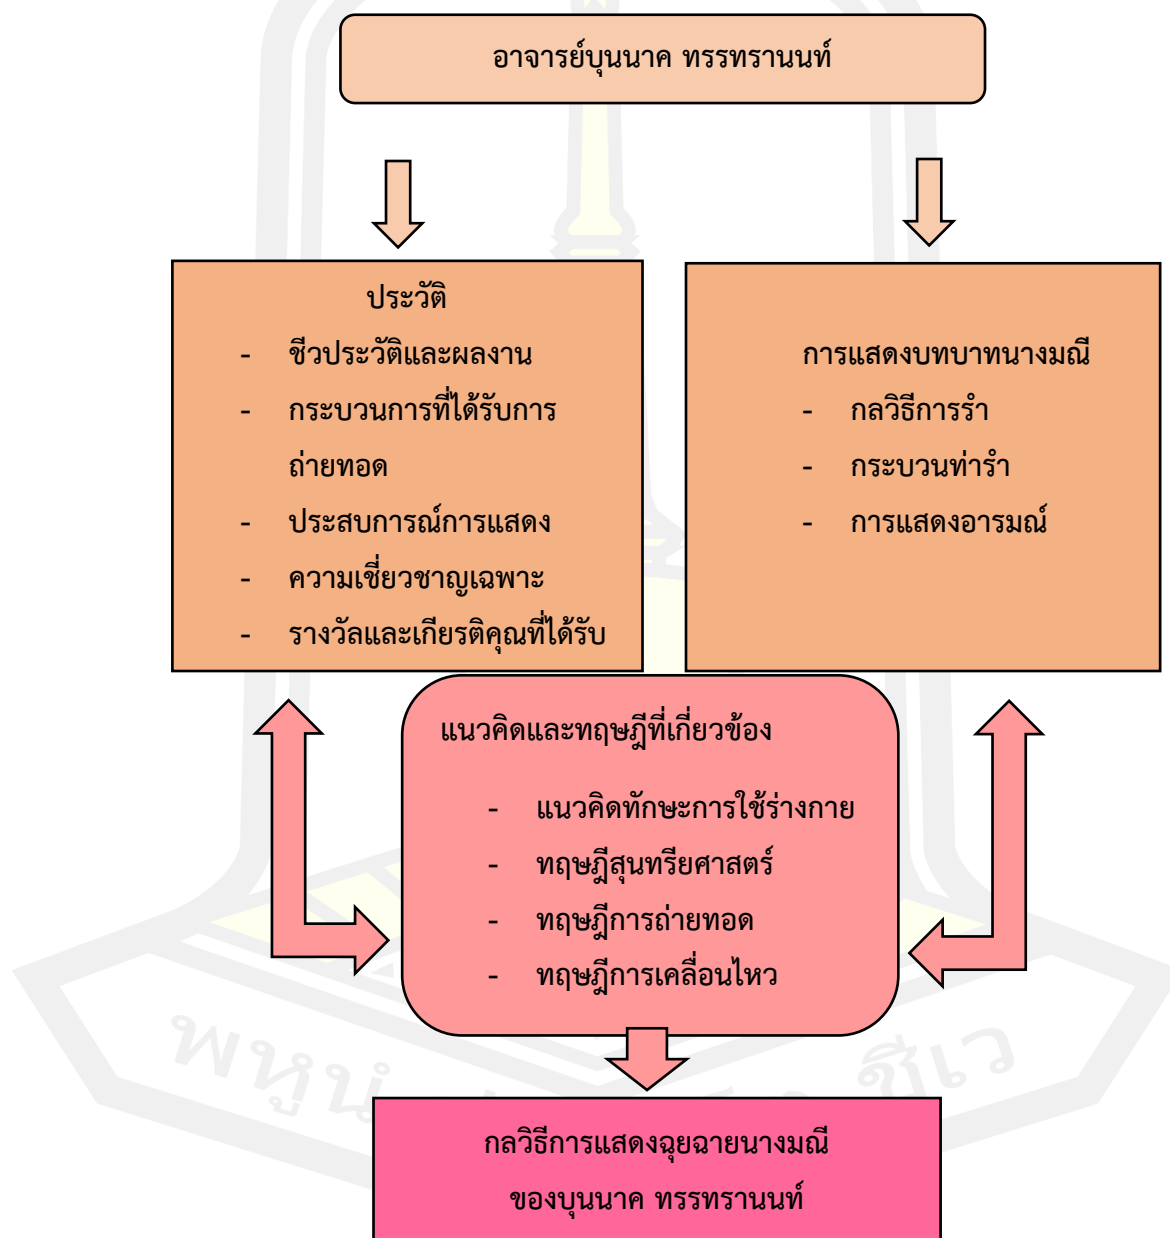 อาจารย์บุนนาค ทรรทรานนท์
ประวัติ
- ชีวประวัติและผลงาน
- กระบวนการที่ได้รับการ
ถ่ายทอด
- ประสบการณ์การแสดง
- ความเชี่ยวชาญเฉพาะ
- รางวัลและเกียรติคุณที่ได้รับ
การแสดงบทบาทนางมณี
- กลวิธีการรำ
- กระบวนท่ารำ
- การแสดงอารมณ์
แนวคิดและทฤษฎีที่เกี่ยวข้อง
- แนวคิดทักษะการใช้ร่างกาย
- ทฤษฎีสุนทรียศาสตร์
- ทฤษฎีการถ่ายทอด
- ทฤษฎีการเคลื่อนไหว
พหูนํ ชีเว
กลวิธีการแสดงฉุยฉายนางมณี
ของบุนนาค ทรรทรานนท์